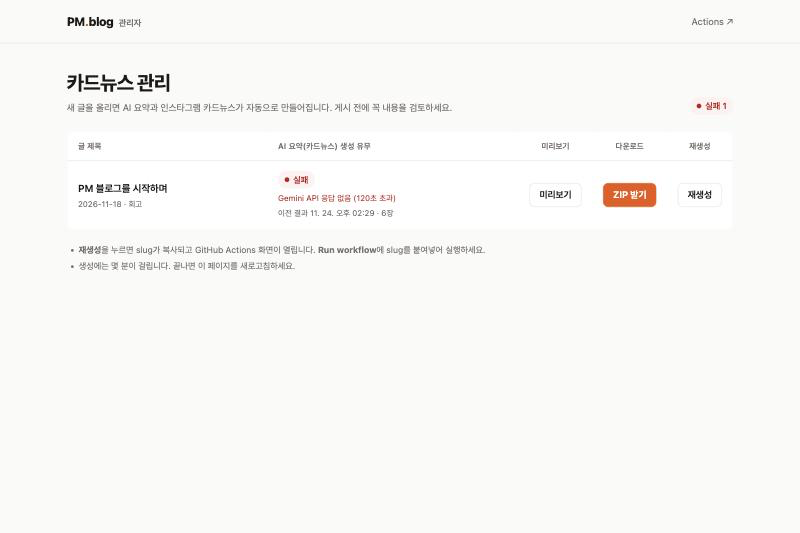 PM.blog 관리자
Actions ↗
카드뉴스 관리
새 글을 올리면 AI 요약과 인스타그램 카드뉴스가 자동으로 만들어집니다. 게시 전에 꼭 내용을 검토하세요.
실패 1
글 제목 AI 요약(카드뉴스) 생성 유무 미리보기 다운로드 재생성
PM 블로그를 시작하며
2026-11-18 · 회고
실패
Gemini API 응답 없음 (120초 초과)
이전 결과 11. 24. 오후 02:29 · 6장
미리보기 ZIP 받기 재생성
• 재생성을 누르면 slug가 복사되고 GitHub Actions 화면이 열립니다. Run workflow에 slug를 붙여넣어 실행하세요.
• 생성에는 몇 분이 걸립니다. 끝나면 이 페이지를 새로고침하세요.